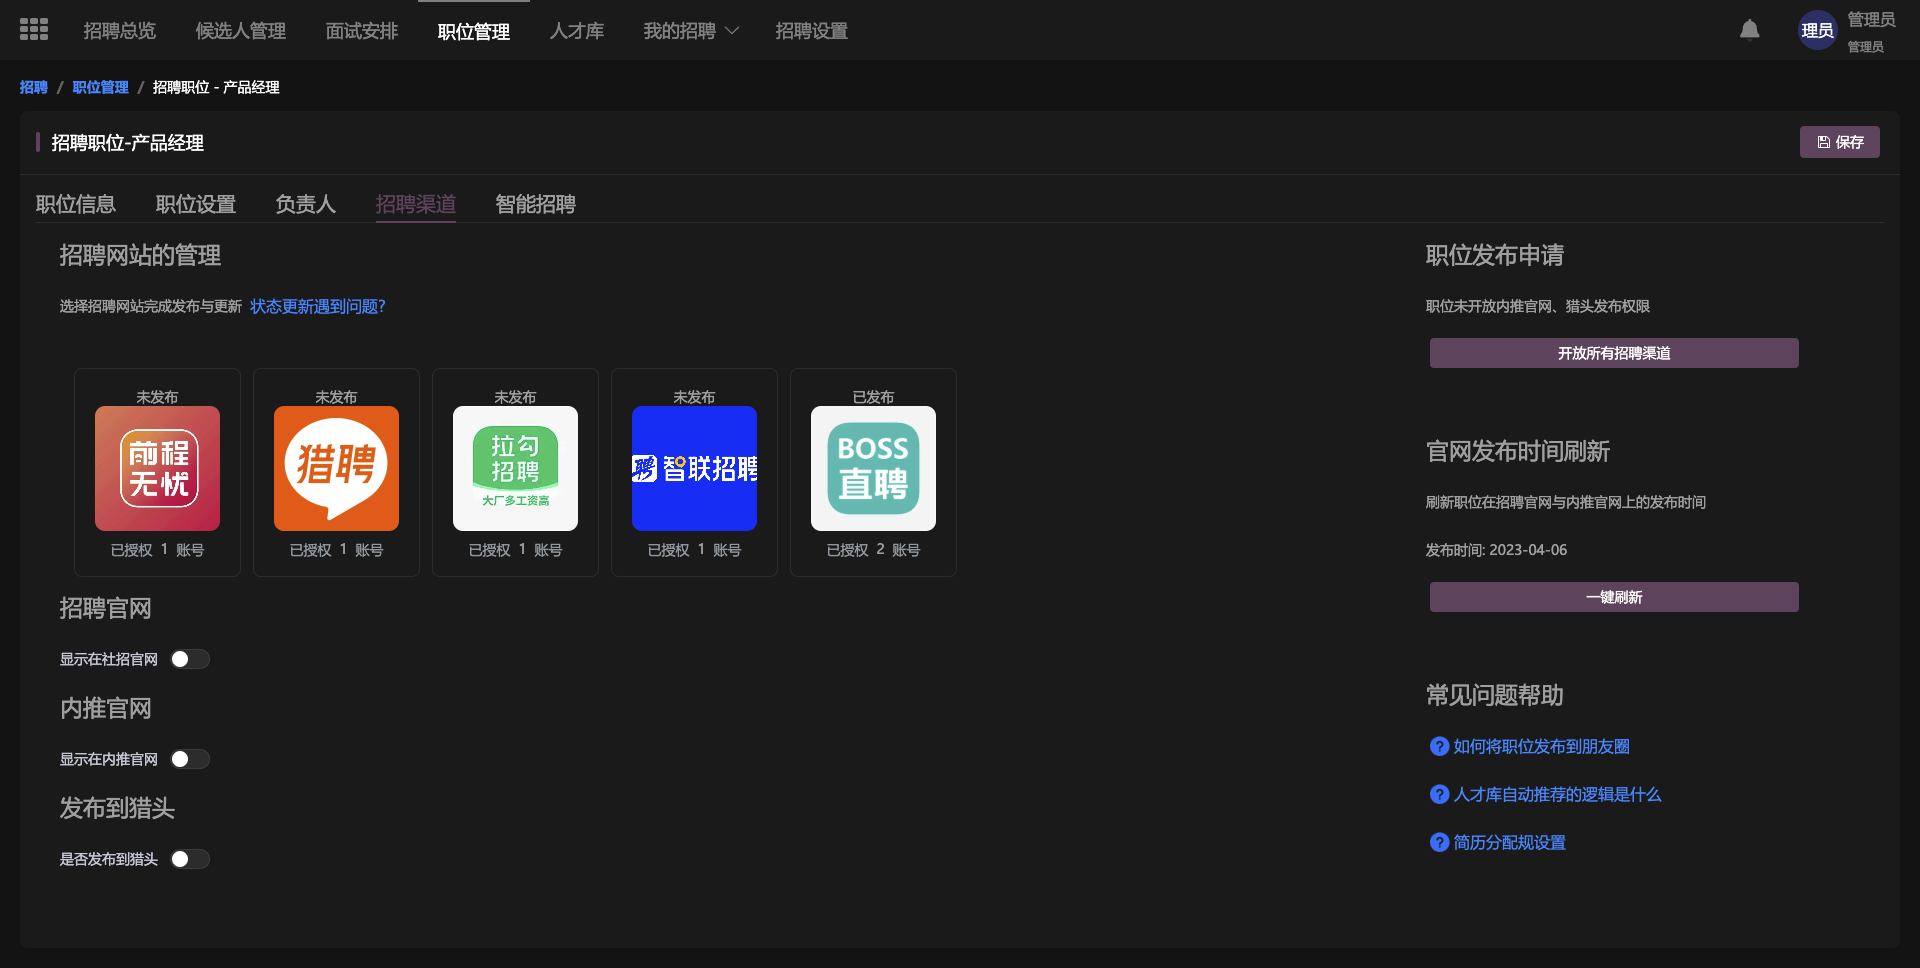 招聘总览 候选人管理 面试安排 职位管理 人才库 我的招聘 招聘设置
理员 管理员
管理员
招聘 / 职位管理 / 招聘职位 - 产品经理
招聘职位-产品经理
保存
职位信息 职位设置 负责人 招聘渠道 智能招聘
招聘网站的管理
选择招聘网站完成发布与更新 状态更新遇到问题?
未发布
前程
无忧
已授权 1 账号
未发布
猎聘
已授权 1 账号
未发布
拉勾
招聘
大厂多工资高
已授权 1 账号
未发布
聘 智联招聘
已授权 1 账号
已发布
BOSS
直聘
已授权 2 账号
招聘官网
显示在社招官网
内推官网
显示在内推官网
发布到猎头
是否发布到猎头
职位发布申请
职位未开放内推官网、猎头发布权限
开放所有招聘渠道
官网发布时间刷新
刷新职位在招聘官网与内推官网上的发布时间
发布时间: 2023-04-06
一键刷新
常见问题帮助
? 如何将职位发布到朋友圈
? 人才库自动推荐的逻辑是什么
? 简历分配规设置